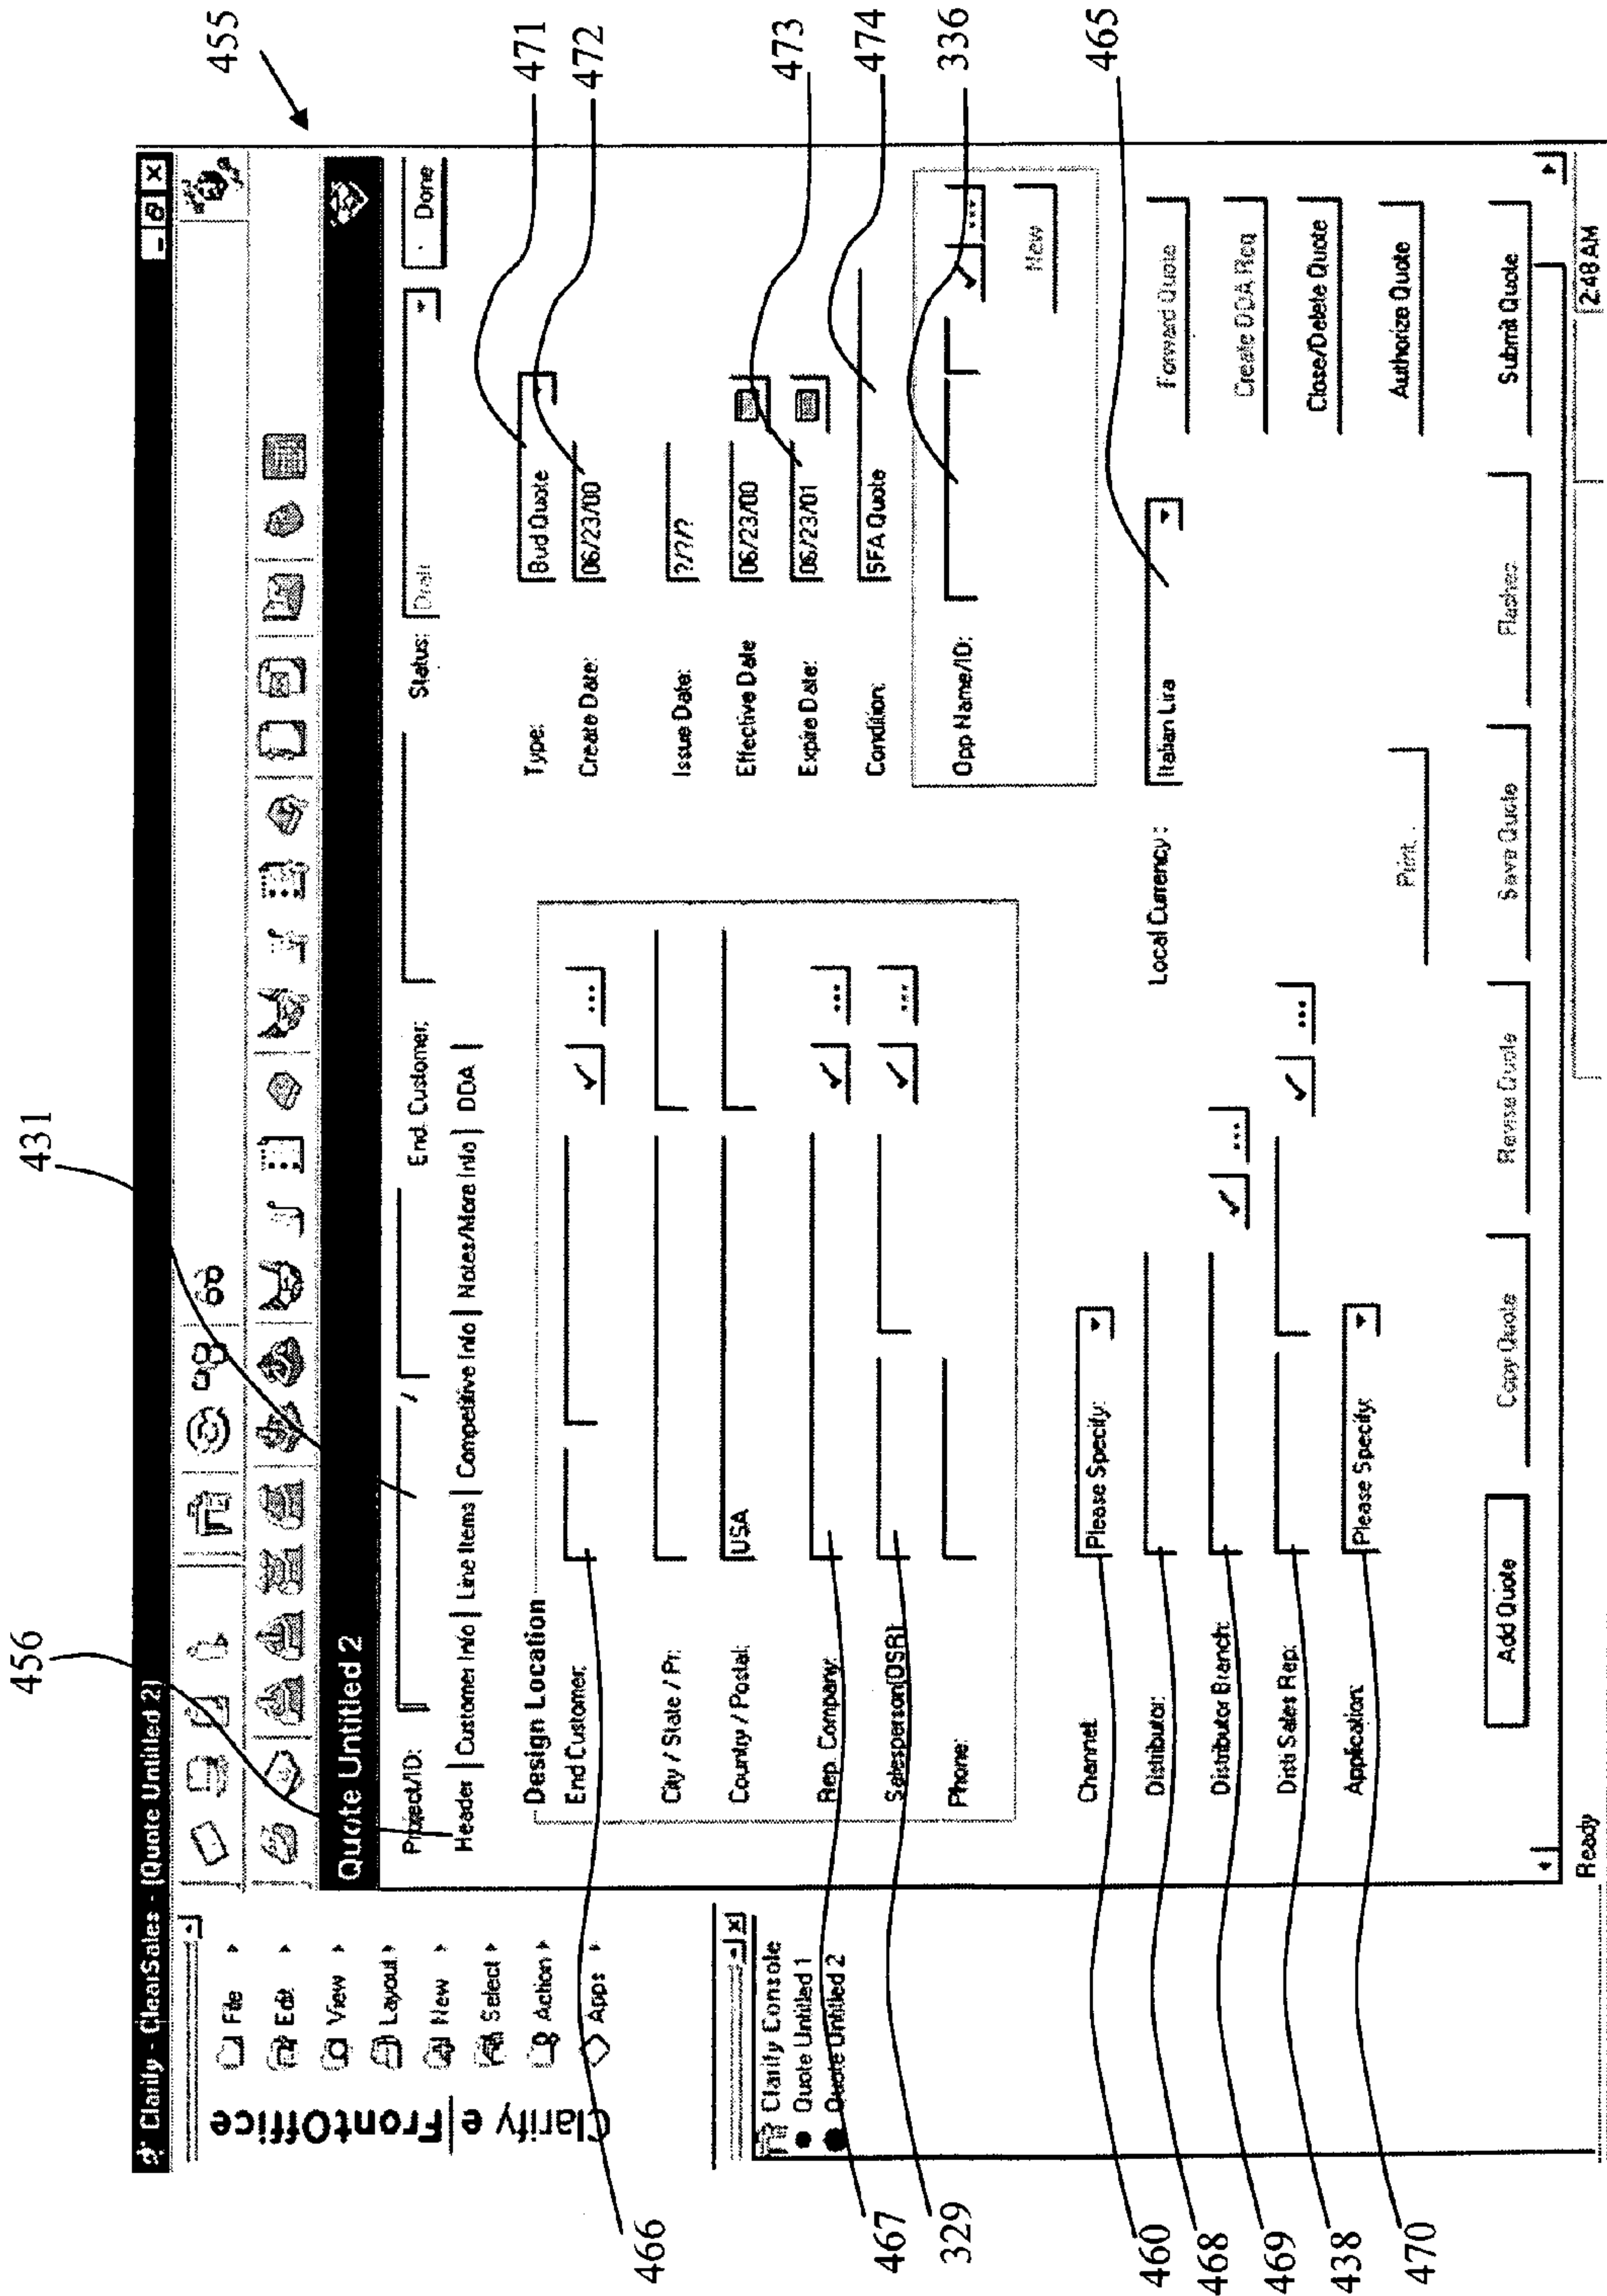 455
431
456
Clarify - ClearSales - [Quote Untitled 2]
File
Edit
View
Layout
New
Select
Action
Apps
Clarify e FrontOffice
Clarify Console
Quote Untitled 1
Quote Untitled 2
Quote Untitled 2
Project/ID: / End. Customer: Status: Draft Done
Header | Customer Info | Line Items | Competitive Info | Notes/More Info | DDA |
Design Location
End Customer: ...
City / State / Pr:
Country / Postal: USA
Rep. Company: ...
Salesperson(DSR): ...
Phone:
Type: Bud Quote
Create Date: 06/23/00
Issue Date: ?/?/?
Effective Date 06/23/00
Expire Date: 06/23/01
Condition: SFA Quote
Opp Name/ID: ...
New
Channel: Please Specify:
Distributor:
Distributor Branch: ...
Disti Sales Rep: ...
Application: Please Specify:
Local Currency: Italian Lira
Forward Quote
Create DDA Req
Close/Delete Quote
Print...
Authorize Quote
Add Quote Copy Quote Revise Quote Save Quote Submit Quote
Ready 2:48 AM
471
472
473
474
336
465
466
467
329
460
468
469
438
470